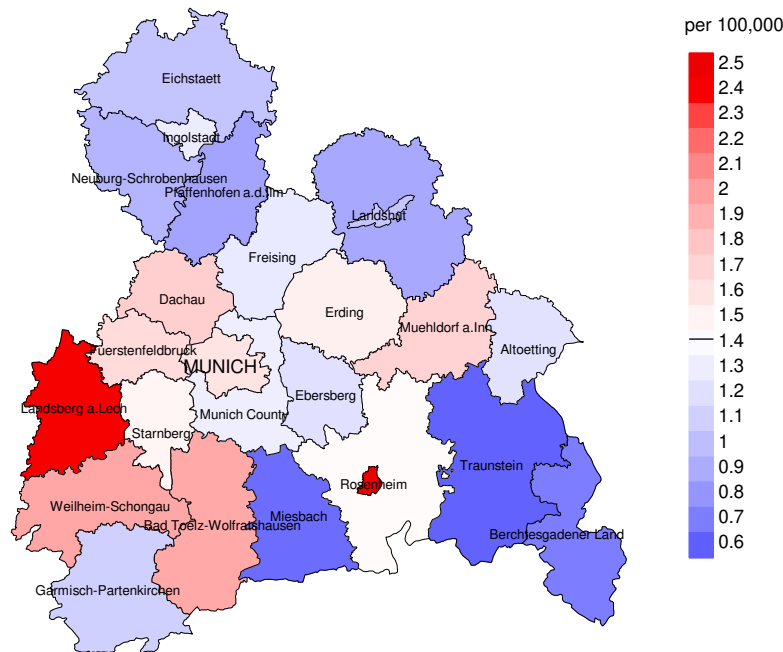 per 100,000
2.5
2.4
2.3
2.2
2.1
2
1.9
1.8
1.7
1.6
1.5
1.4
1.3
1.2
1.1
1
0.9
0.8
0.7
0.6
Eichstaett
Ingolstadt
Neuburg-Schrobenhausen
Pfaffenhofen a.d.Ilm
Landshut
Freising
Dachau
Erding
Muehldorf a.Inn
Altoetting
Fuerstenfeldbruck
MUNICH
Ebersberg
Landsberg a.Lech
Munich County
Starnberg
Traunstein
Rosenheim
Weilheim-Schongau
Miesbach
Bad Toelz-Wolfratshausen
Berchtesgadener Land
Garmisch-Partenkirchen